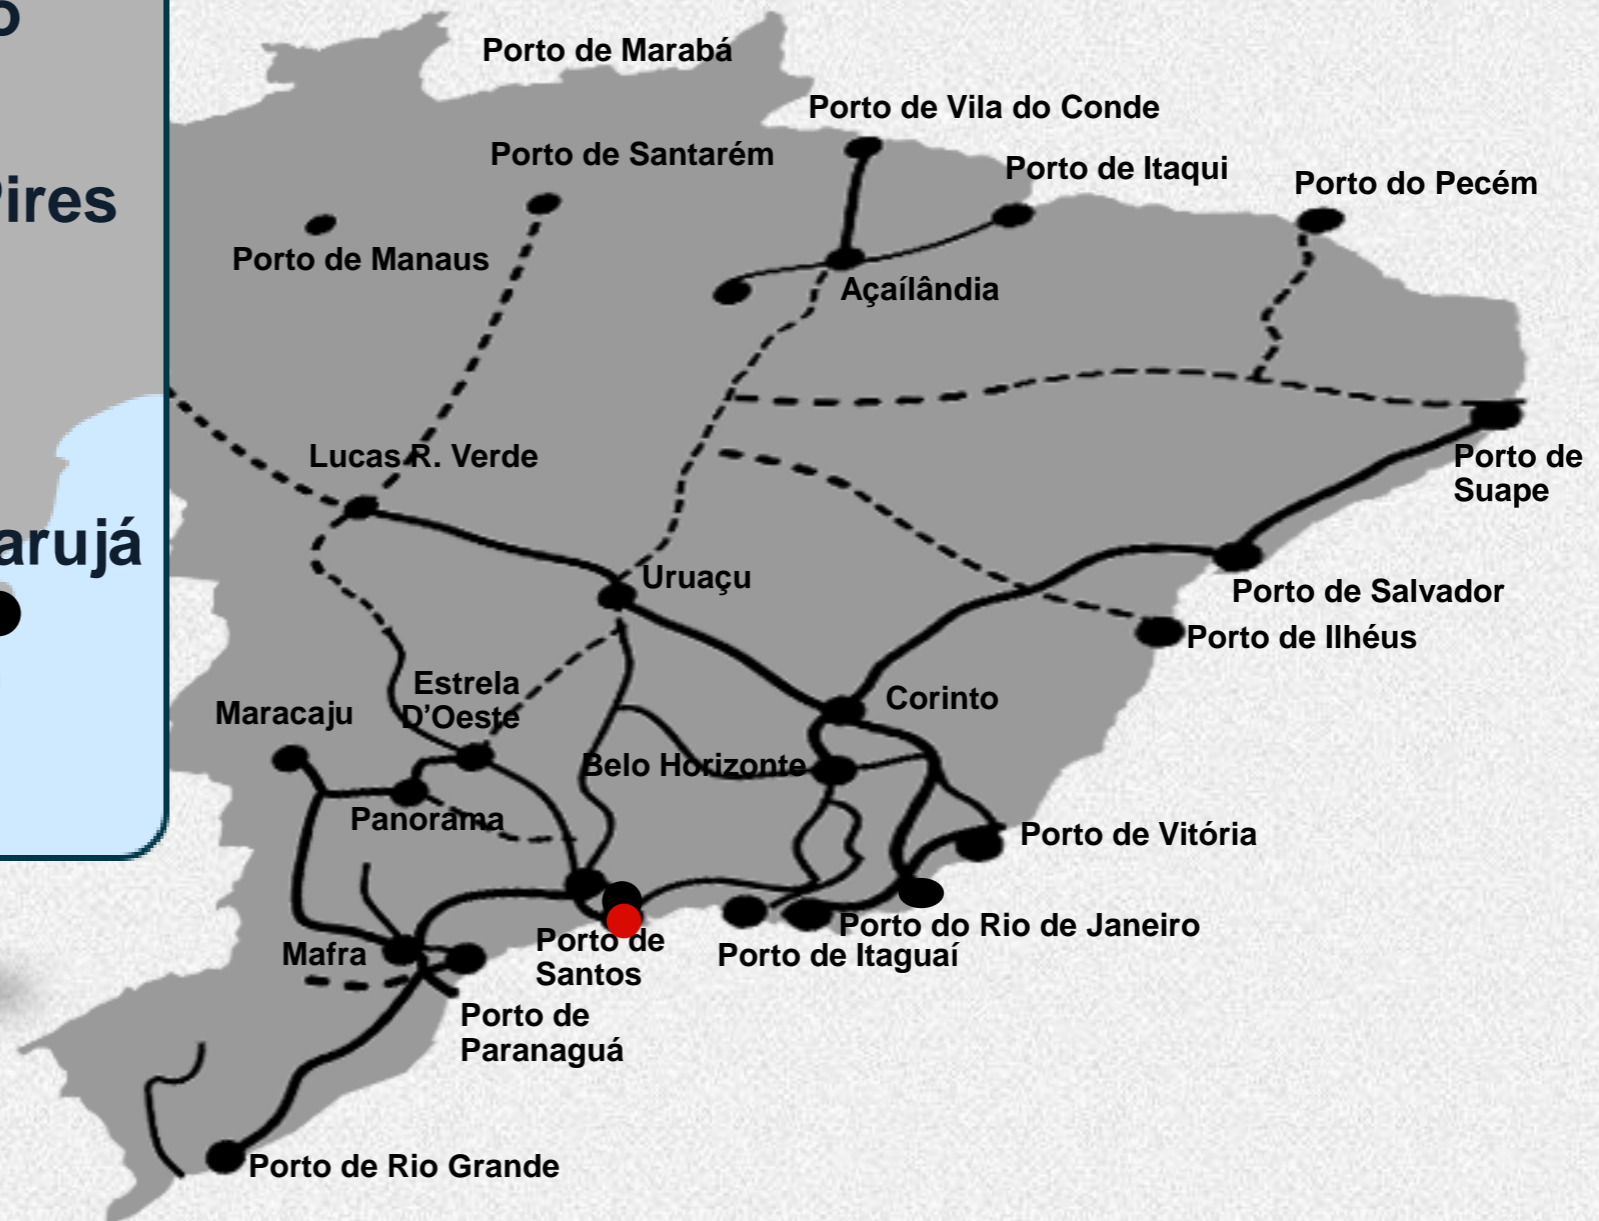 Porto de Marabá
Porto de Vila do Conde
Porto de Santarém
Porto de Itaqui
Porto do Pecém
Porto de Manaus
Açaílândia
Lucas R. Verde
Porto de
Suape
Uruaçu
Porto de Salvador
Porto de Ilhéus
Estrela
D’Oeste
Maracaju
Corinto
Belo Horizonte
Panorama
Porto de Vitória
Porto do Rio de Janeiro
Mafra
Porto de
Santos
Porto de Itaguaí
Porto de
Paranaguá
Porto de Rio Grande